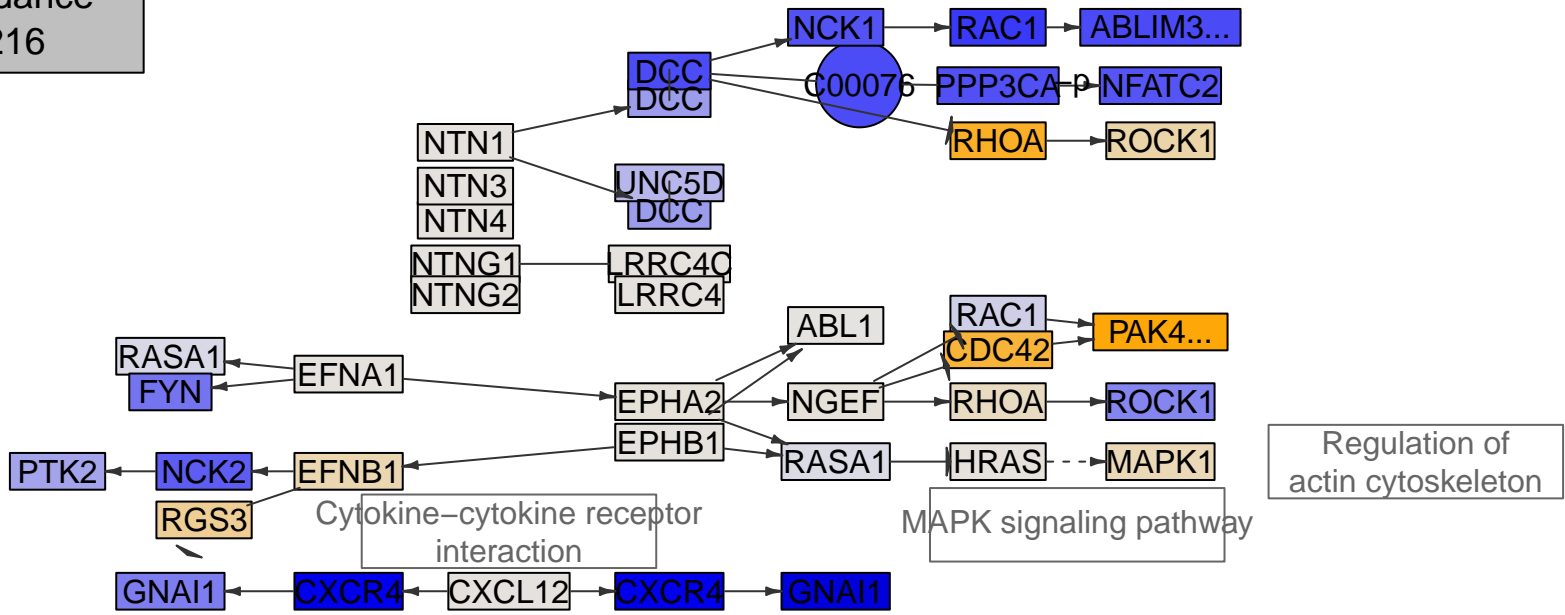 216
NCK1
RAC1
ABLIM3...
DCC
C00076
PPP3CA
–p
NFATC2
DCC
NTN1
RHOA
ROCK1
NTN3
UNC5D
NTN4
DCC
NTNG1
LRRC4C
NTNG2
LRRC4
RAC1
ABL1
PAK4...
RASA1
CDC42
EFNA1
FYN
EPHA2
NGEF
RHOA
ROCK1
EPHB1
Regulation of
actin cytoskeleton
PTK2
NCK2
EFNB1
RASA1
HRAS
MAPK1
RGS3
Cytokine–cytokine receptor
interaction
MAPK signaling pathway
GNAI1
CXCR4
CXCL12
CXCR4
GNAI1